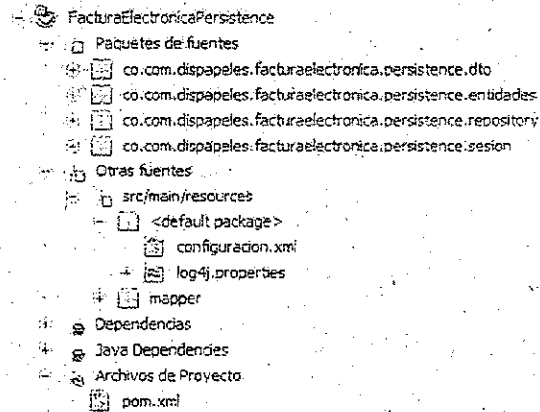 FacturaElectronicaPersistence
Paquetes de fuentes
co.com.dispapeles.facturaelectronica.persistence.dto
co.com.dispapeles.facturaelectronica.persistence.entidades
co.com.dispapeles.facturaelectronica.persistence.repository
co.com.dispapeles.facturaelectronica.persistence.sesion
Otras fuentes
src/main/resources
<default package>
configuracion.xml
log4j.properties
mapper
Dependencias
Java Dependencies
Archivos de Proyecto
pom.xml